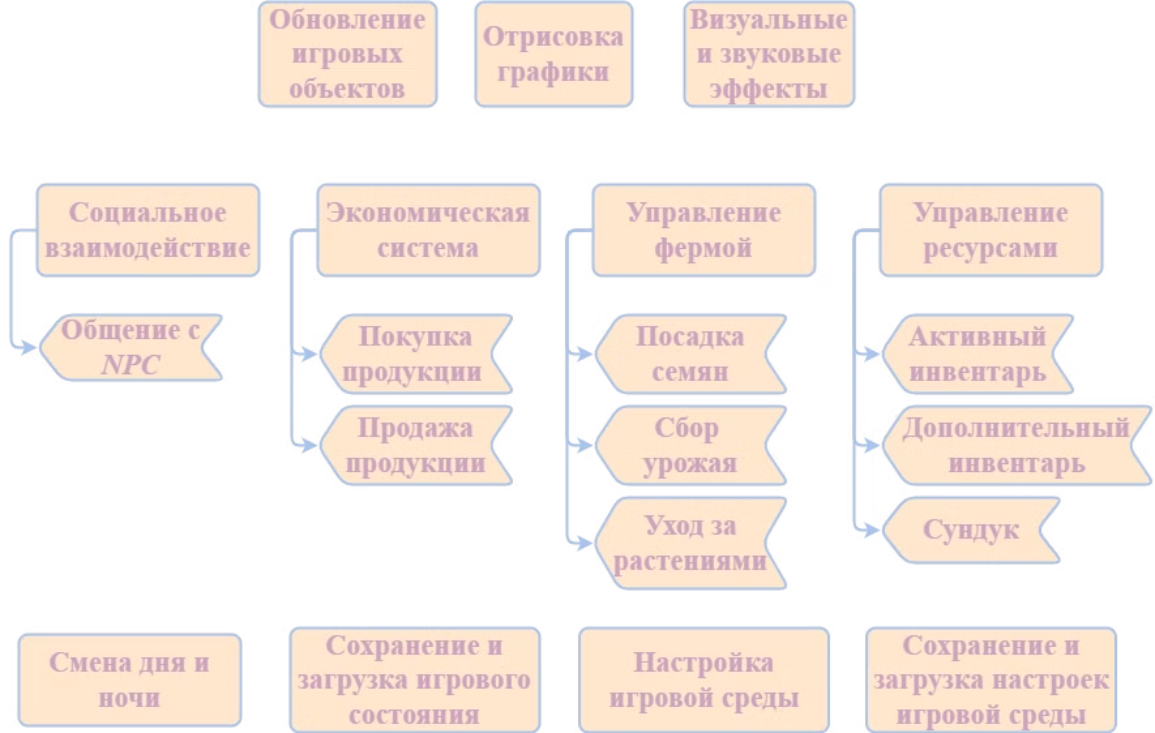 Обновление
игровых
объектов
Отрисовка
графики
Визуальные
и звуковые
эффекты
Социальное
взаимодействие
Общение с
NPC
Экономическая
система
Покупка
продукции
Продажа
продукции
Управление
фермой
Посадка
семян
Сбор
урожая
Уход за
растениями
Управление
ресурсами
Активный
инвентарь
Дополнительный
инвентарь
Сундук
Смена дня и
ночи
Сохранение и
загрузка игрового
состояния
Настройка
игровой среды
Сохранение и
загрузка настроек
игровой среды